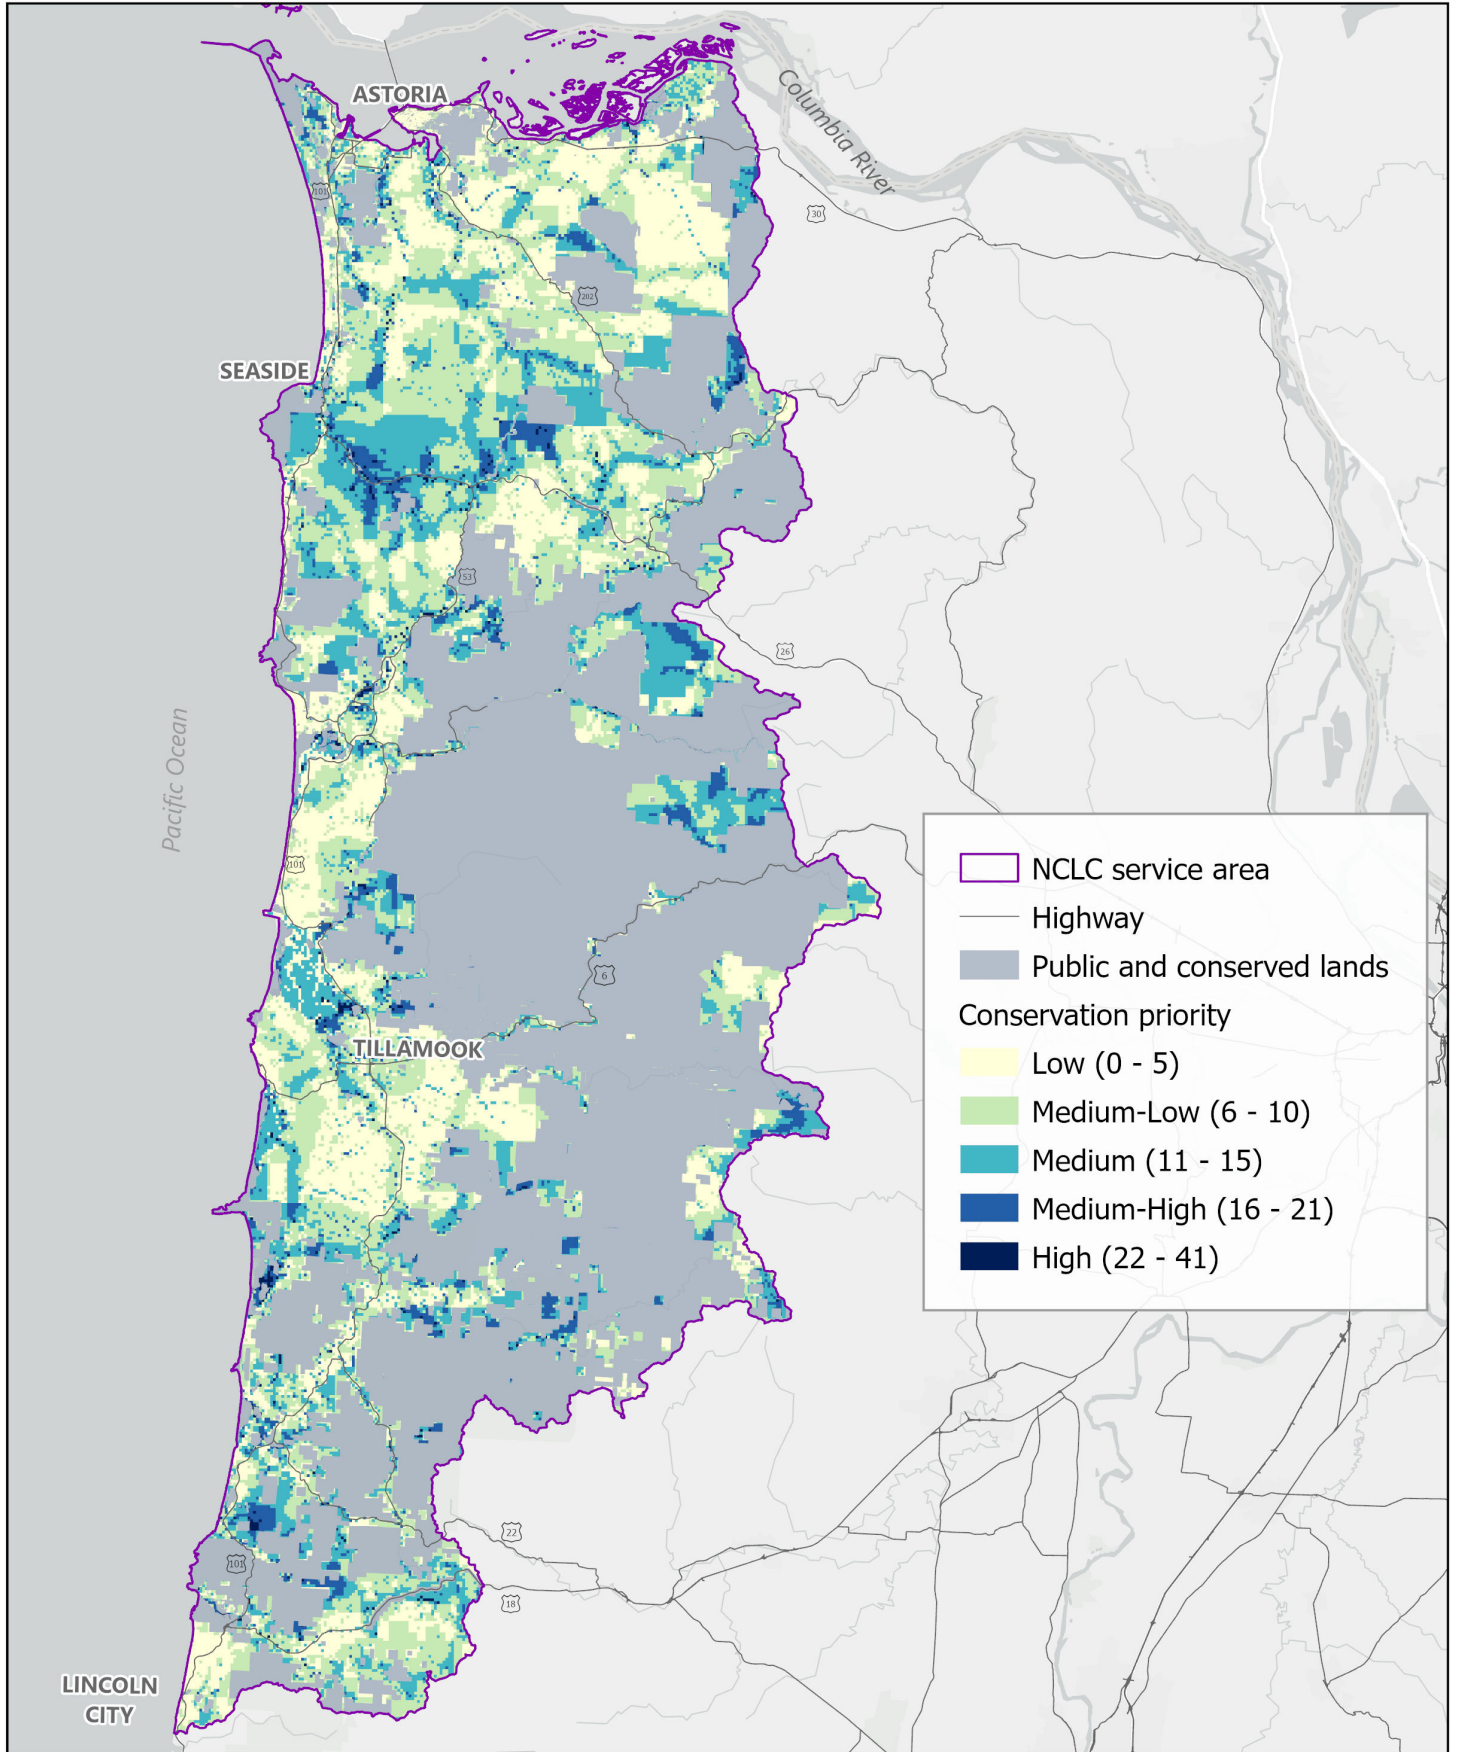 ASTORIA
Columbia River
101
30
202
SEASIDE
53
26
Pacific Ocean
101
6
TILLAMOOK
NCLC service area
Highway
Public and conserved lands
Conservation priority
Low (0 - 5)
Medium-Low (6 - 10)
Medium (11 - 15)
Medium-High (16 - 21)
High (22 - 41)
22
101
18
LINCOLN
CITY